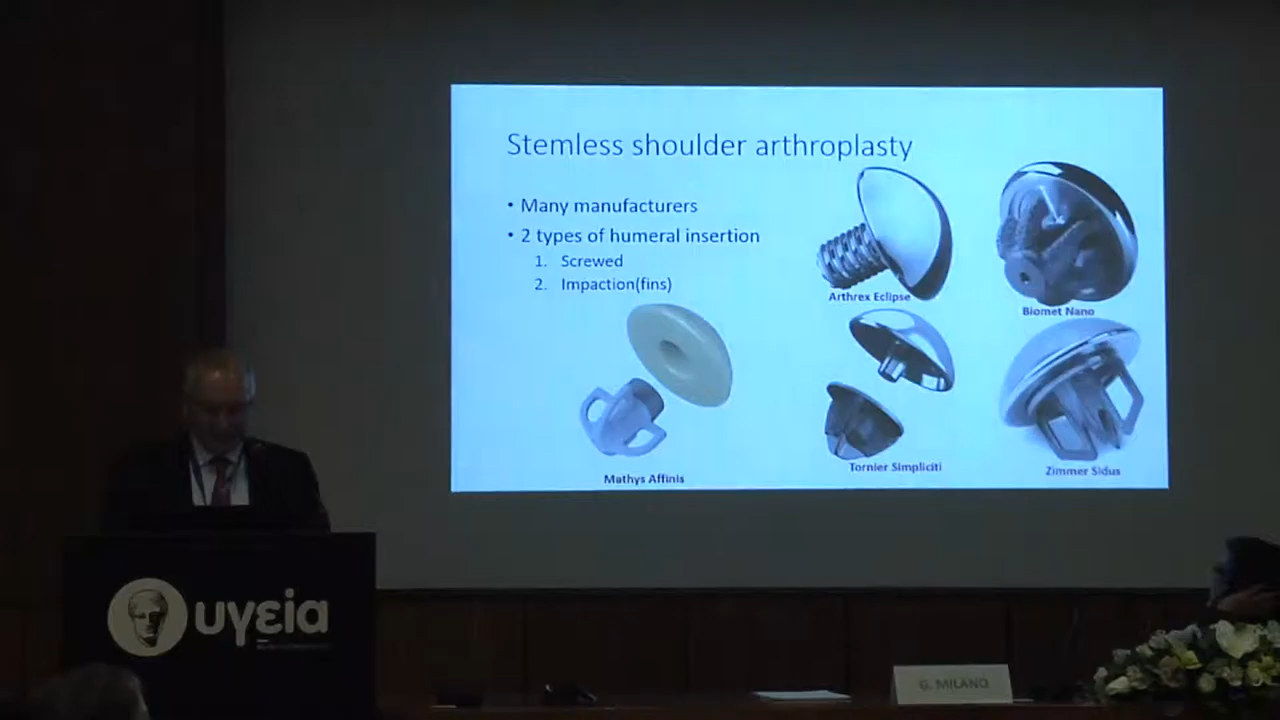 Stemless shoulder arthroplasty
• Many manufacturers
• 2 types of humeral insertion
1. Screwed
2. Impaction(fins)
Arthrex Eclipse
Biomet Nano
Mathys Affinis
Tornier Simpliciti
Zimmer Sidus
υγεία
G. MILANO